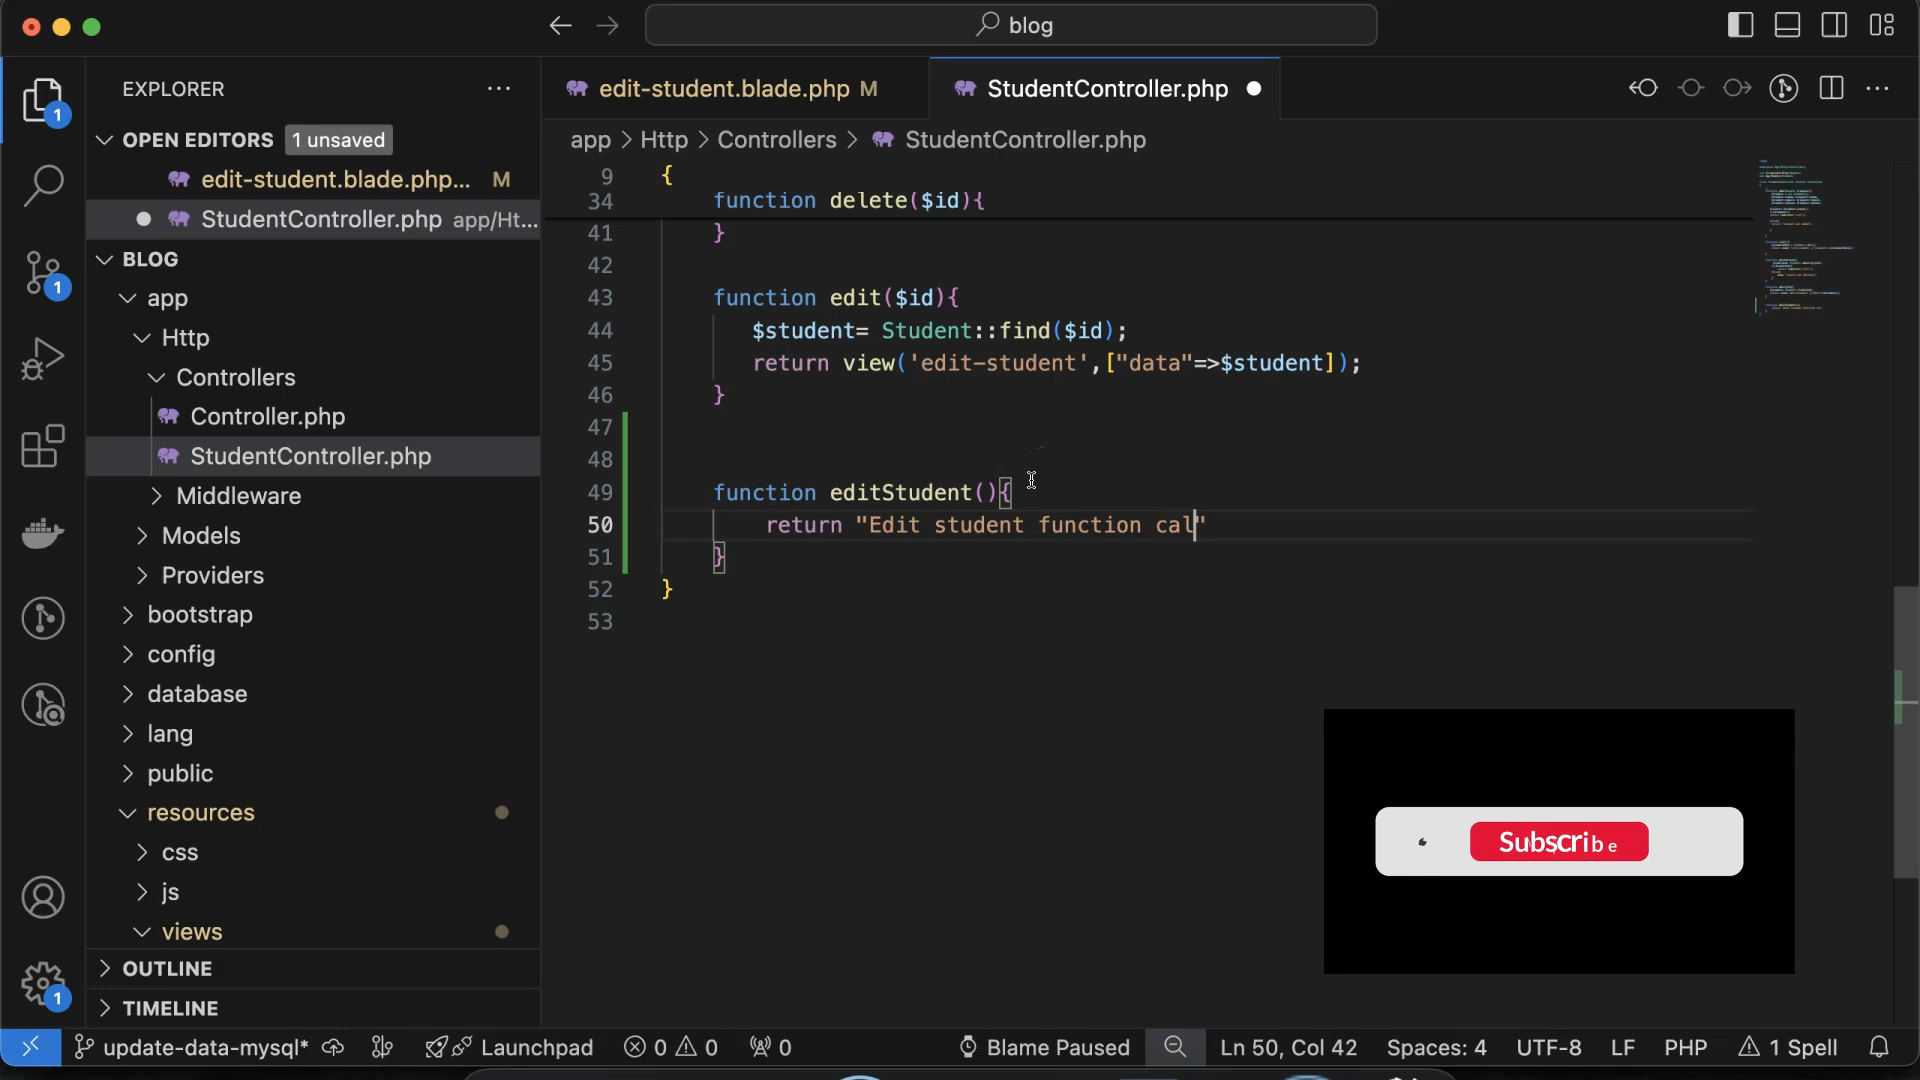 blog
EXPLORER
OPEN EDITORS 1 unsaved
edit-student.blade.php... M
StudentController.php app/Ht...
BLOG
app
Http
Controllers
Controller.php
StudentController.php
Middleware
Models
Providers
bootstrap
config
database
lang
public
resources
css
js
views
OUTLINE
TIMELINE
1
1
1
edit-student.blade.php M
StudentController.php
app > Http > Controllers > StudentController.php
9 {
34 function delete($id){
41 }
42
43 function edit($id){
44 $student= Student::find($id);
45 return view('edit-student',["data"=>$student]);
46 }
47
48
49 function editStudent(){
50 return "Edit student function cal"
51 }
52 }
53
Subscribe
update-data-mysql* Launchpad 0 0 0 Blame Paused Ln 50, Col 42 Spaces: 4 UTF-8 LF PHP 1 Spell